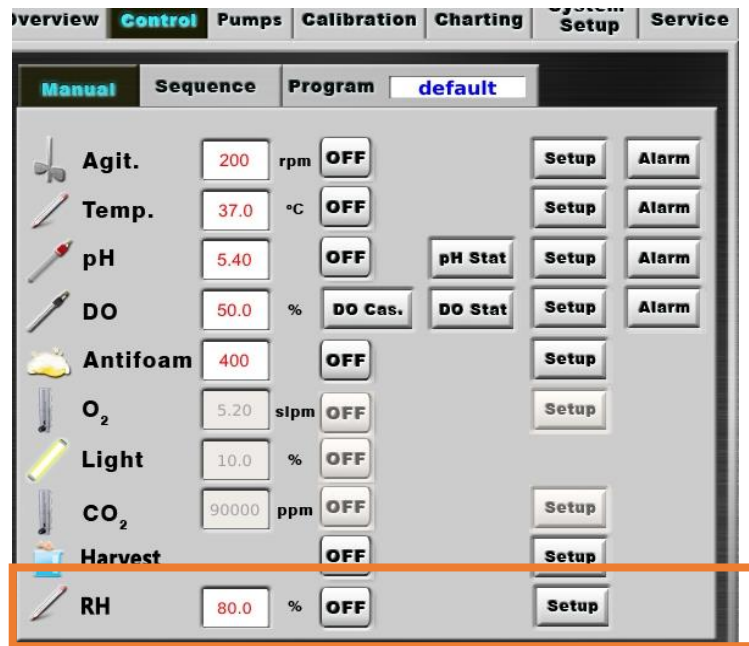 Overview Control Pumps Calibration Charting System Setup Service
Manual Sequence Program default
Agit. 200 rpm OFF Setup Alarm
Temp. 37.0 °C OFF Setup Alarm
pH 5.40 OFF pH Stat Setup Alarm
DO 50.0 % DO Cas. DO Stat Setup Alarm
Antifoam 400 OFF Setup
O₂ 5.20 slpm OFF Setup
Light 10.0 % OFF
CO₂ 90000 ppm OFF Setup
Harvest OFF Setup
RH 80.0 % OFF Setup